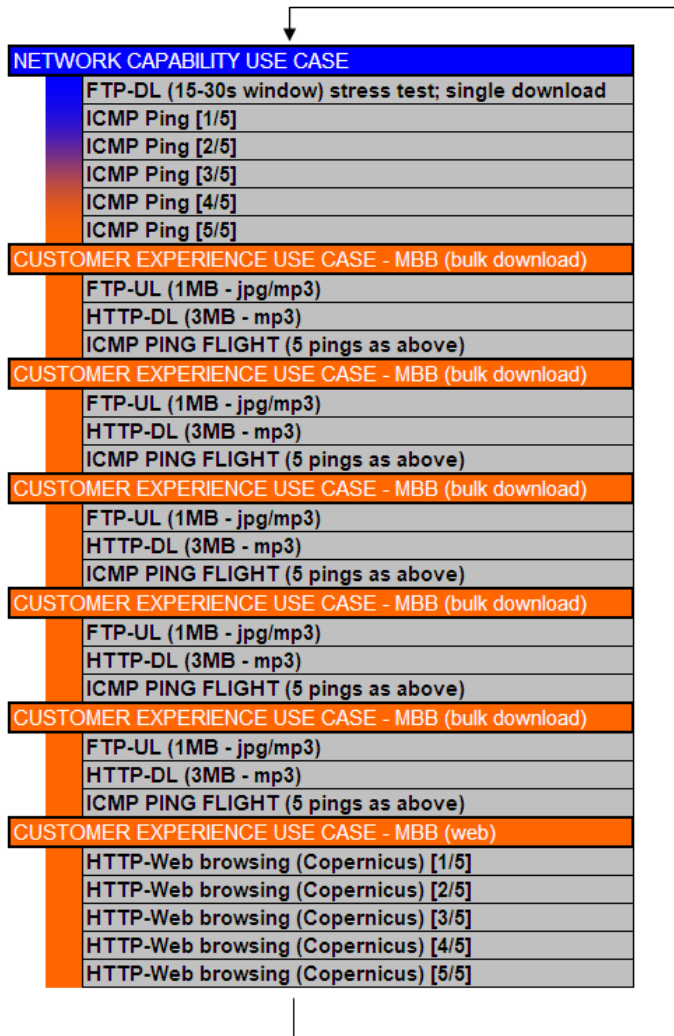 NETWORK CAPABILITY USE CASE
FTP-DL (15-30s window) stress test; single download
ICMP Ping [1/5]
ICMP Ping [2/5]
ICMP Ping [3/5]
ICMP Ping [4/5]
ICMP Ping [5/5]
CUSTOMER EXPERIENCE USE CASE - MBB (bulk download)
FTP-UL (1MB - jpg/mp3)
HTTP-DL (3MB - mp3)
ICMP PING FLIGHT (5 pings as above)
CUSTOMER EXPERIENCE USE CASE - MBB (bulk download)
FTP-UL (1MB - jpg/mp3)
HTTP-DL (3MB - mp3)
ICMP PING FLIGHT (5 pings as above)
CUSTOMER EXPERIENCE USE CASE - MBB (bulk download)
FTP-UL (1MB - jpg/mp3)
HTTP-DL (3MB - mp3)
ICMP PING FLIGHT (5 pings as above)
CUSTOMER EXPERIENCE USE CASE - MBB (bulk download)
FTP-UL (1MB - jpg/mp3)
HTTP-DL (3MB - mp3)
ICMP PING FLIGHT (5 pings as above)
CUSTOMER EXPERIENCE USE CASE - MBB (bulk download)
FTP-UL (1MB - jpg/mp3)
HTTP-DL (3MB - mp3)
ICMP PING FLIGHT (5 pings as above)
CUSTOMER EXPERIENCE USE CASE - MBB (web)
HTTP-Web browsing (Copernicus) [1/5]
HTTP-Web browsing (Copernicus) [2/5]
HTTP-Web browsing (Copernicus) [3/5]
HTTP-Web browsing (Copernicus) [4/5]
HTTP-Web browsing (Copernicus) [5/5]